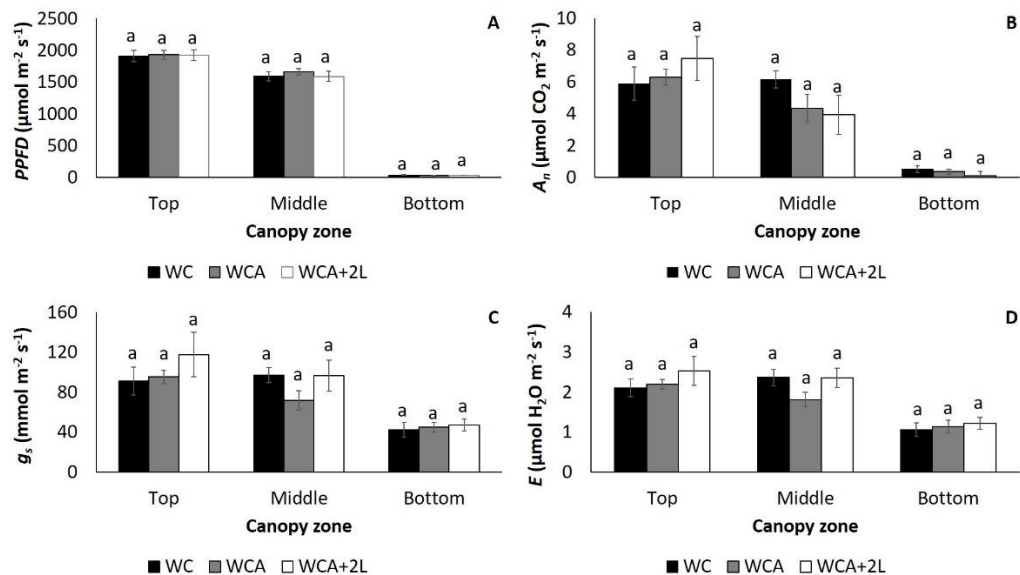 A
PPFD (µmol m⁻² s⁻¹)
2500
2000
1500
1000
500
0
a a a a a a a a a
Top Middle Bottom
Canopy zone
WC WCA WCA+2L
B
Aₙ (µmol CO₂ m⁻² s⁻¹)
10
8
6
4
2
0
a a a a a a a a a
Top Middle Bottom
Canopy zone
WC WCA WCA+2L
C
gₛ (mmol m⁻² s⁻¹)
160
120
80
40
0
a a a a a a a a a
Top Middle Bottom
Canopy zone
WC WCA WCA+2L
D
E (µmol H₂O m⁻² s⁻¹)
4
3
2
1
0
a a a a a a a a a
Top Middle Bottom
Canopy zone
WC WCA WCA+2L